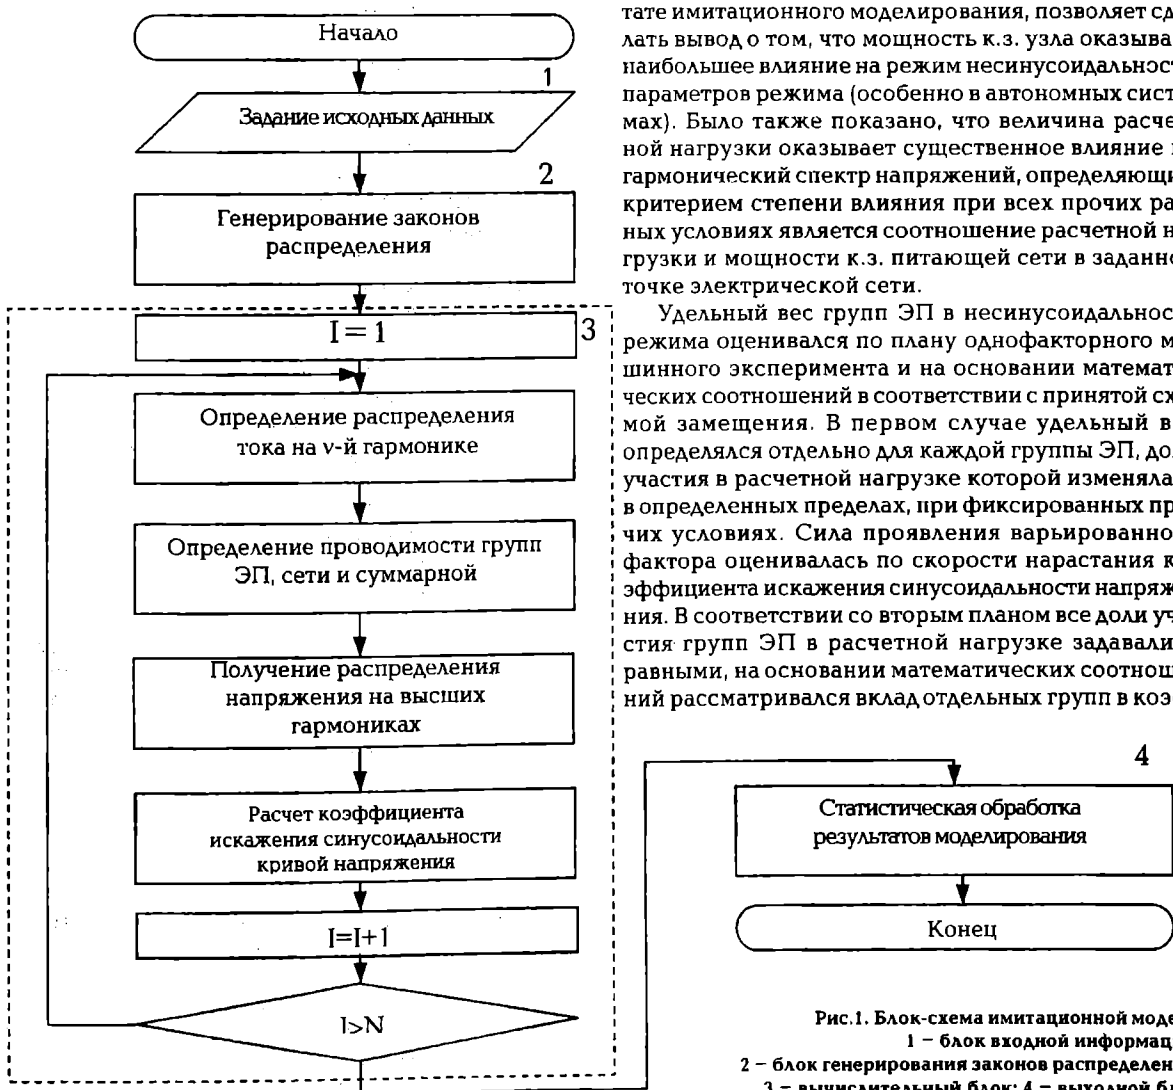 Начало
1
Задание исходных данных
2
Генерирование законов
распределения
I = 1
3
Определение распределения
тока на ν-й гармонике
Определение проводимости групп
ЭП, сети и суммарной
Получение распределения
напряжения на высших
гармониках
Расчет коэффициента
искажения синусоидальности
кривой напряжения
I=I+1
I>N
тате имитационного моделирования, позволяет сд
лать вывод о том, что мощность к.з. узла оказыва
наибольшее влияние на режим несинусоидальност
параметров режима (особенно в автономных сист
мах). Было также показано, что величина расче
ной нагрузки оказывает существенное влияние
гармонический спектр напряжений, определяющи
критерием степени влияния при всех прочих ра
ных условиях является соотношение расчетной н
грузки и мощности к.з. питающей сети в заданно
точке электрической сети.
Удельный вес групп ЭП в несинусоидальнос
режима оценивался по плану однофакторного м
шинного эксперимента и на основании математ
ческих соотношений в соответствии с принятой сх
мой замещения. В первом случае удельный в
определялся отдельно для каждой группы ЭП, до
участия в расчетной нагрузке которой изменяла
в определенных пределах, при фиксированных пр
чих условиях. Сила проявления варьированно
фактора оценивалась по скорости нарастания к
эффициента искажения синусоидальности напряж
ния. В соответствии со вторым планом все доли уч
стия групп ЭП в расчетной нагрузке задавали
равными, на основании математических соотнош
ний рассматривался вклад отдельных групп в коэ
4
Статистическая обработка
результатов моделирования
Конец
Рис.1. Блок-схема имитационной моде
1 – блок входной информац
2 – блок генерирования законов распределен
3 – вычислительный блок; 4 – выходной бл